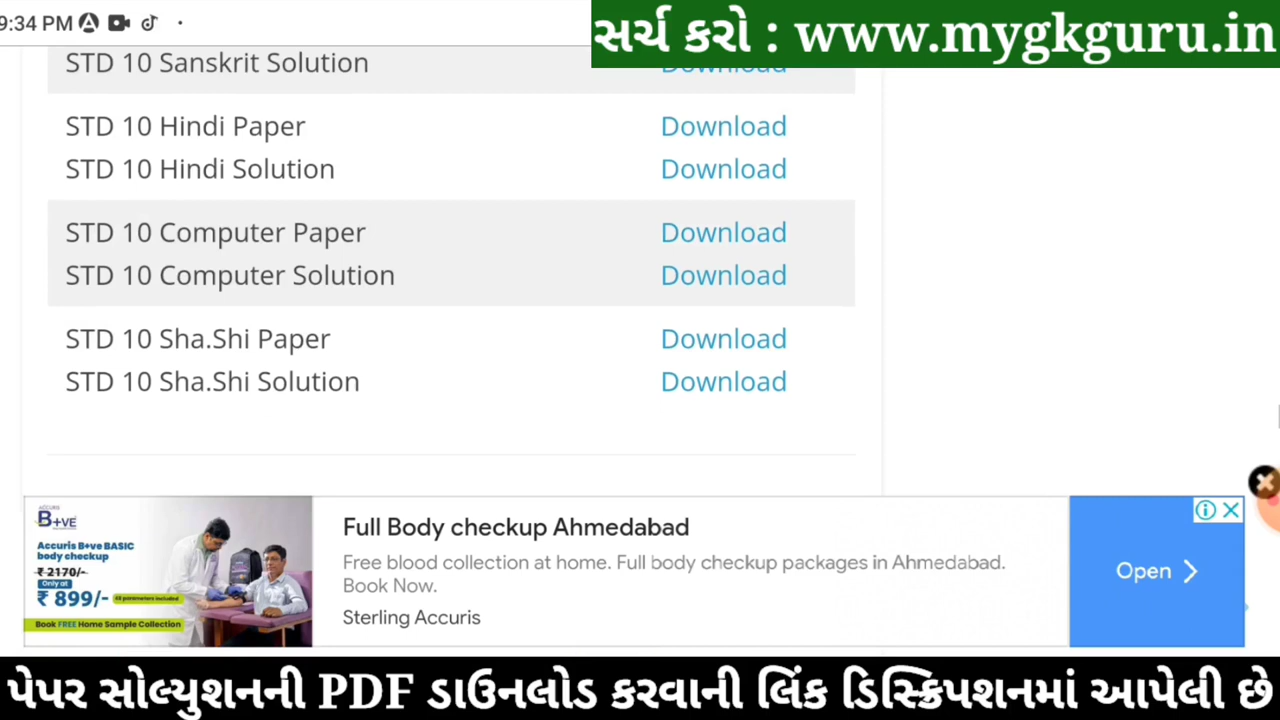 9:34 PM
સર્ચ કરો : www.mygkguru.in
STD 10 Sanskrit Solution Download
STD 10 Hindi Paper Download
STD 10 Hindi Solution Download
STD 10 Computer Paper Download
STD 10 Computer Solution Download
STD 10 Sha.Shi Paper Download
STD 10 Sha.Shi Solution Download
ACCURIS
B+VE
Accuris B+ve BASIC
body checkup
₹ 2170/-
Only at
₹ 899/-
Book FREE Home Sample Collection
Full Body checkup Ahmedabad
Free blood collection at home. Full body checkup packages in Ahmedabad.
Book Now.
Sterling Accuris
Open
પેપર સોલ્યુશનની PDF ડાઉનલોડ કરવાની લિંક ડિસ્ક્રિપશનમાં આપેલી છે